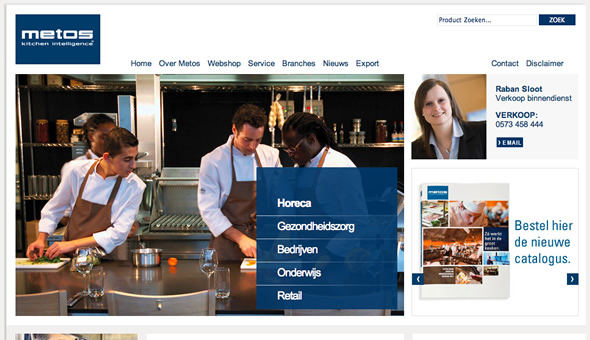 metos
kitchen intelligence
Product Zoeken...
ZOEK
Home Over Metos Webshop Service Branches Nieuws Export
Contact Disclaimer
Horeca
Gezondheidszorg
Bedrijven
Onderwijs
Retail
Raban Sloot
Verkoop binnendienst
VERKOOP:
0573 458 444
E MAIL
metos
Bestel hier
de nieuwe
catalogus.